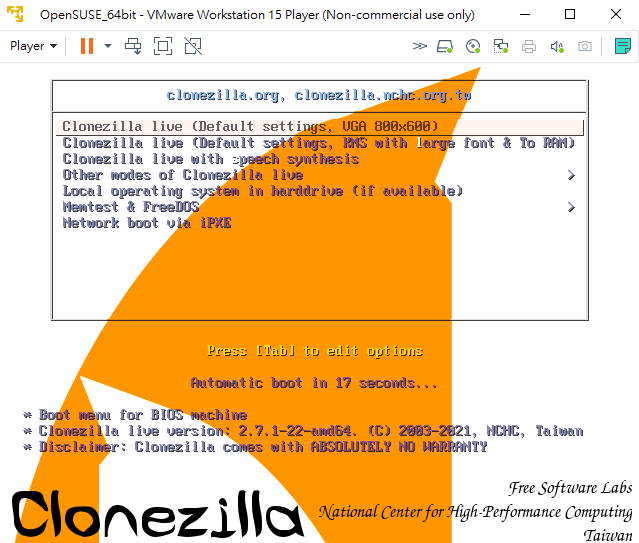 OpenSUSE_64bit - VMware Workstation 15 Player (Non-commercial use only)
Player
clonezilla.org, clonezilla.nchc.org.tw
Clonezilla live (Default settings, VGA 800x600)
Clonezilla live (Default settings, KMS with large font & To RAM)
Clonezilla live with speech synthesis
Other modes of Clonezilla live >
Local operating system in harddrive (if available)
Memtest & FreeDOS >
Network boot via iPXE
Press [Tab] to edit options
Automatic boot in 17 seconds...
* Boot menu for BIOS machine
* Clonezilla live version: 2.7.1-22-amd64. (C) 2003-2021, NCHC, Taiwan
* Disclaimer: Clonezilla comes with ABSOLUTELY NO WARRANTY
Clonezilla
Free Software Labs
National Center for High-Performance Computing
Taiwan